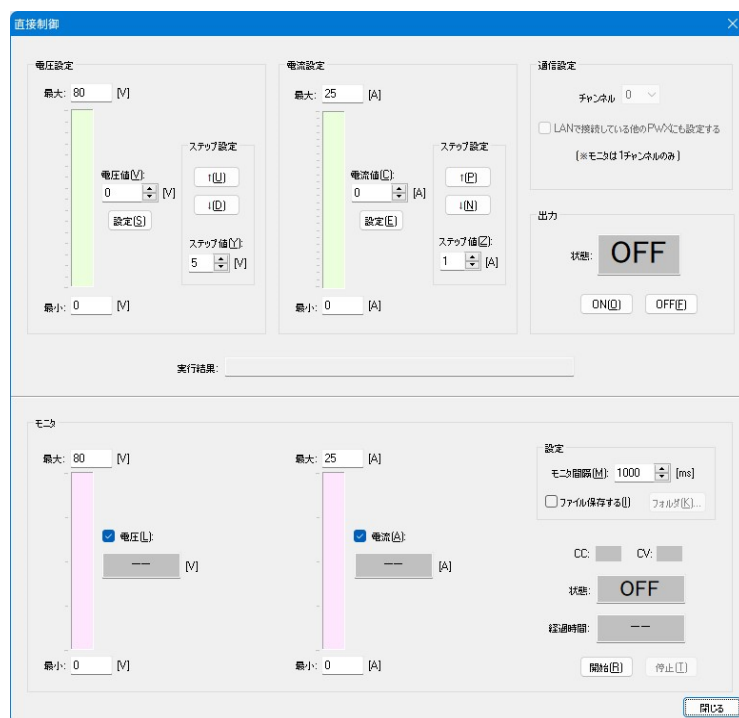 直接制御
電圧設定
最大: 80 [V]
電圧値(V):
0 [V]
設定(S)
ステップ設定
↑(U)
↓(D)
ステップ値(Y):
5 [V]
最小: 0 [V]
電流設定
最大: 25 [A]
電流値(C):
0 [A]
設定(E)
ステップ設定
↑(P)
↓(N)
ステップ値(Z):
1 [A]
最小: 0 [A]
通信設定
チャンネル 0
LANで接続している他のPWXにも設定する
(※モニタは1チャンネルのみ)
出力
状態: OFF
ON(O) OFF(F)
実行結果:
モニタ
最大: 80 [V]
電圧(L):
-- [V]
最小: 0 [V]
最大: 25 [A]
電流(A):
-- [A]
最小: 0 [A]
設定
モニタ間隔(M): 1000 [ms]
ファイル保存する(I) フォルダ(K)...
CC: CV:
状態: OFF
経過時間: --
開始(R) 停止(T)
閉じる